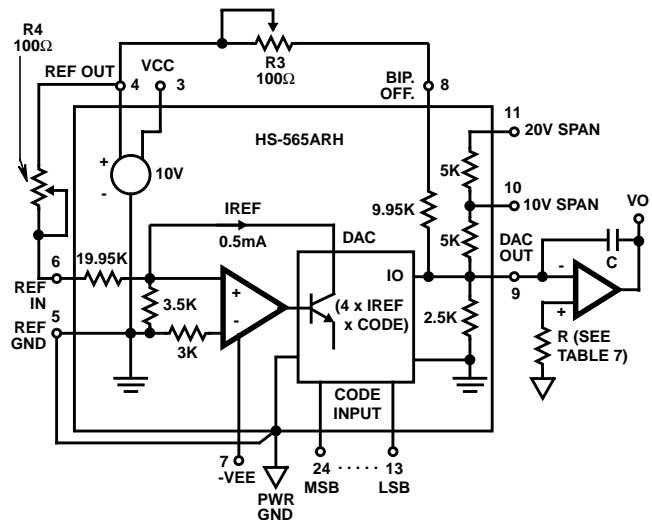 R4
100Ω
R3
100Ω
REF OUT
4
VCC
3
BIP.
OFF.
8
HS-565ARH
11
20V SPAN
5K
+
-
10V
10
10V SPAN
9.95K
5K
IREF
0.5mA
DAC
DAC
OUT
VO
C
6
19.95K
REF
IN
IO
9
-
+
+
-
(4 x IREF
x CODE)
3.5K
2.5K
5
REF
GND
3K
R (SEE
TABLE 7)
CODE
INPUT
7
-VEE
PWR
GND
24 . . . . . 13
MSB
LSB